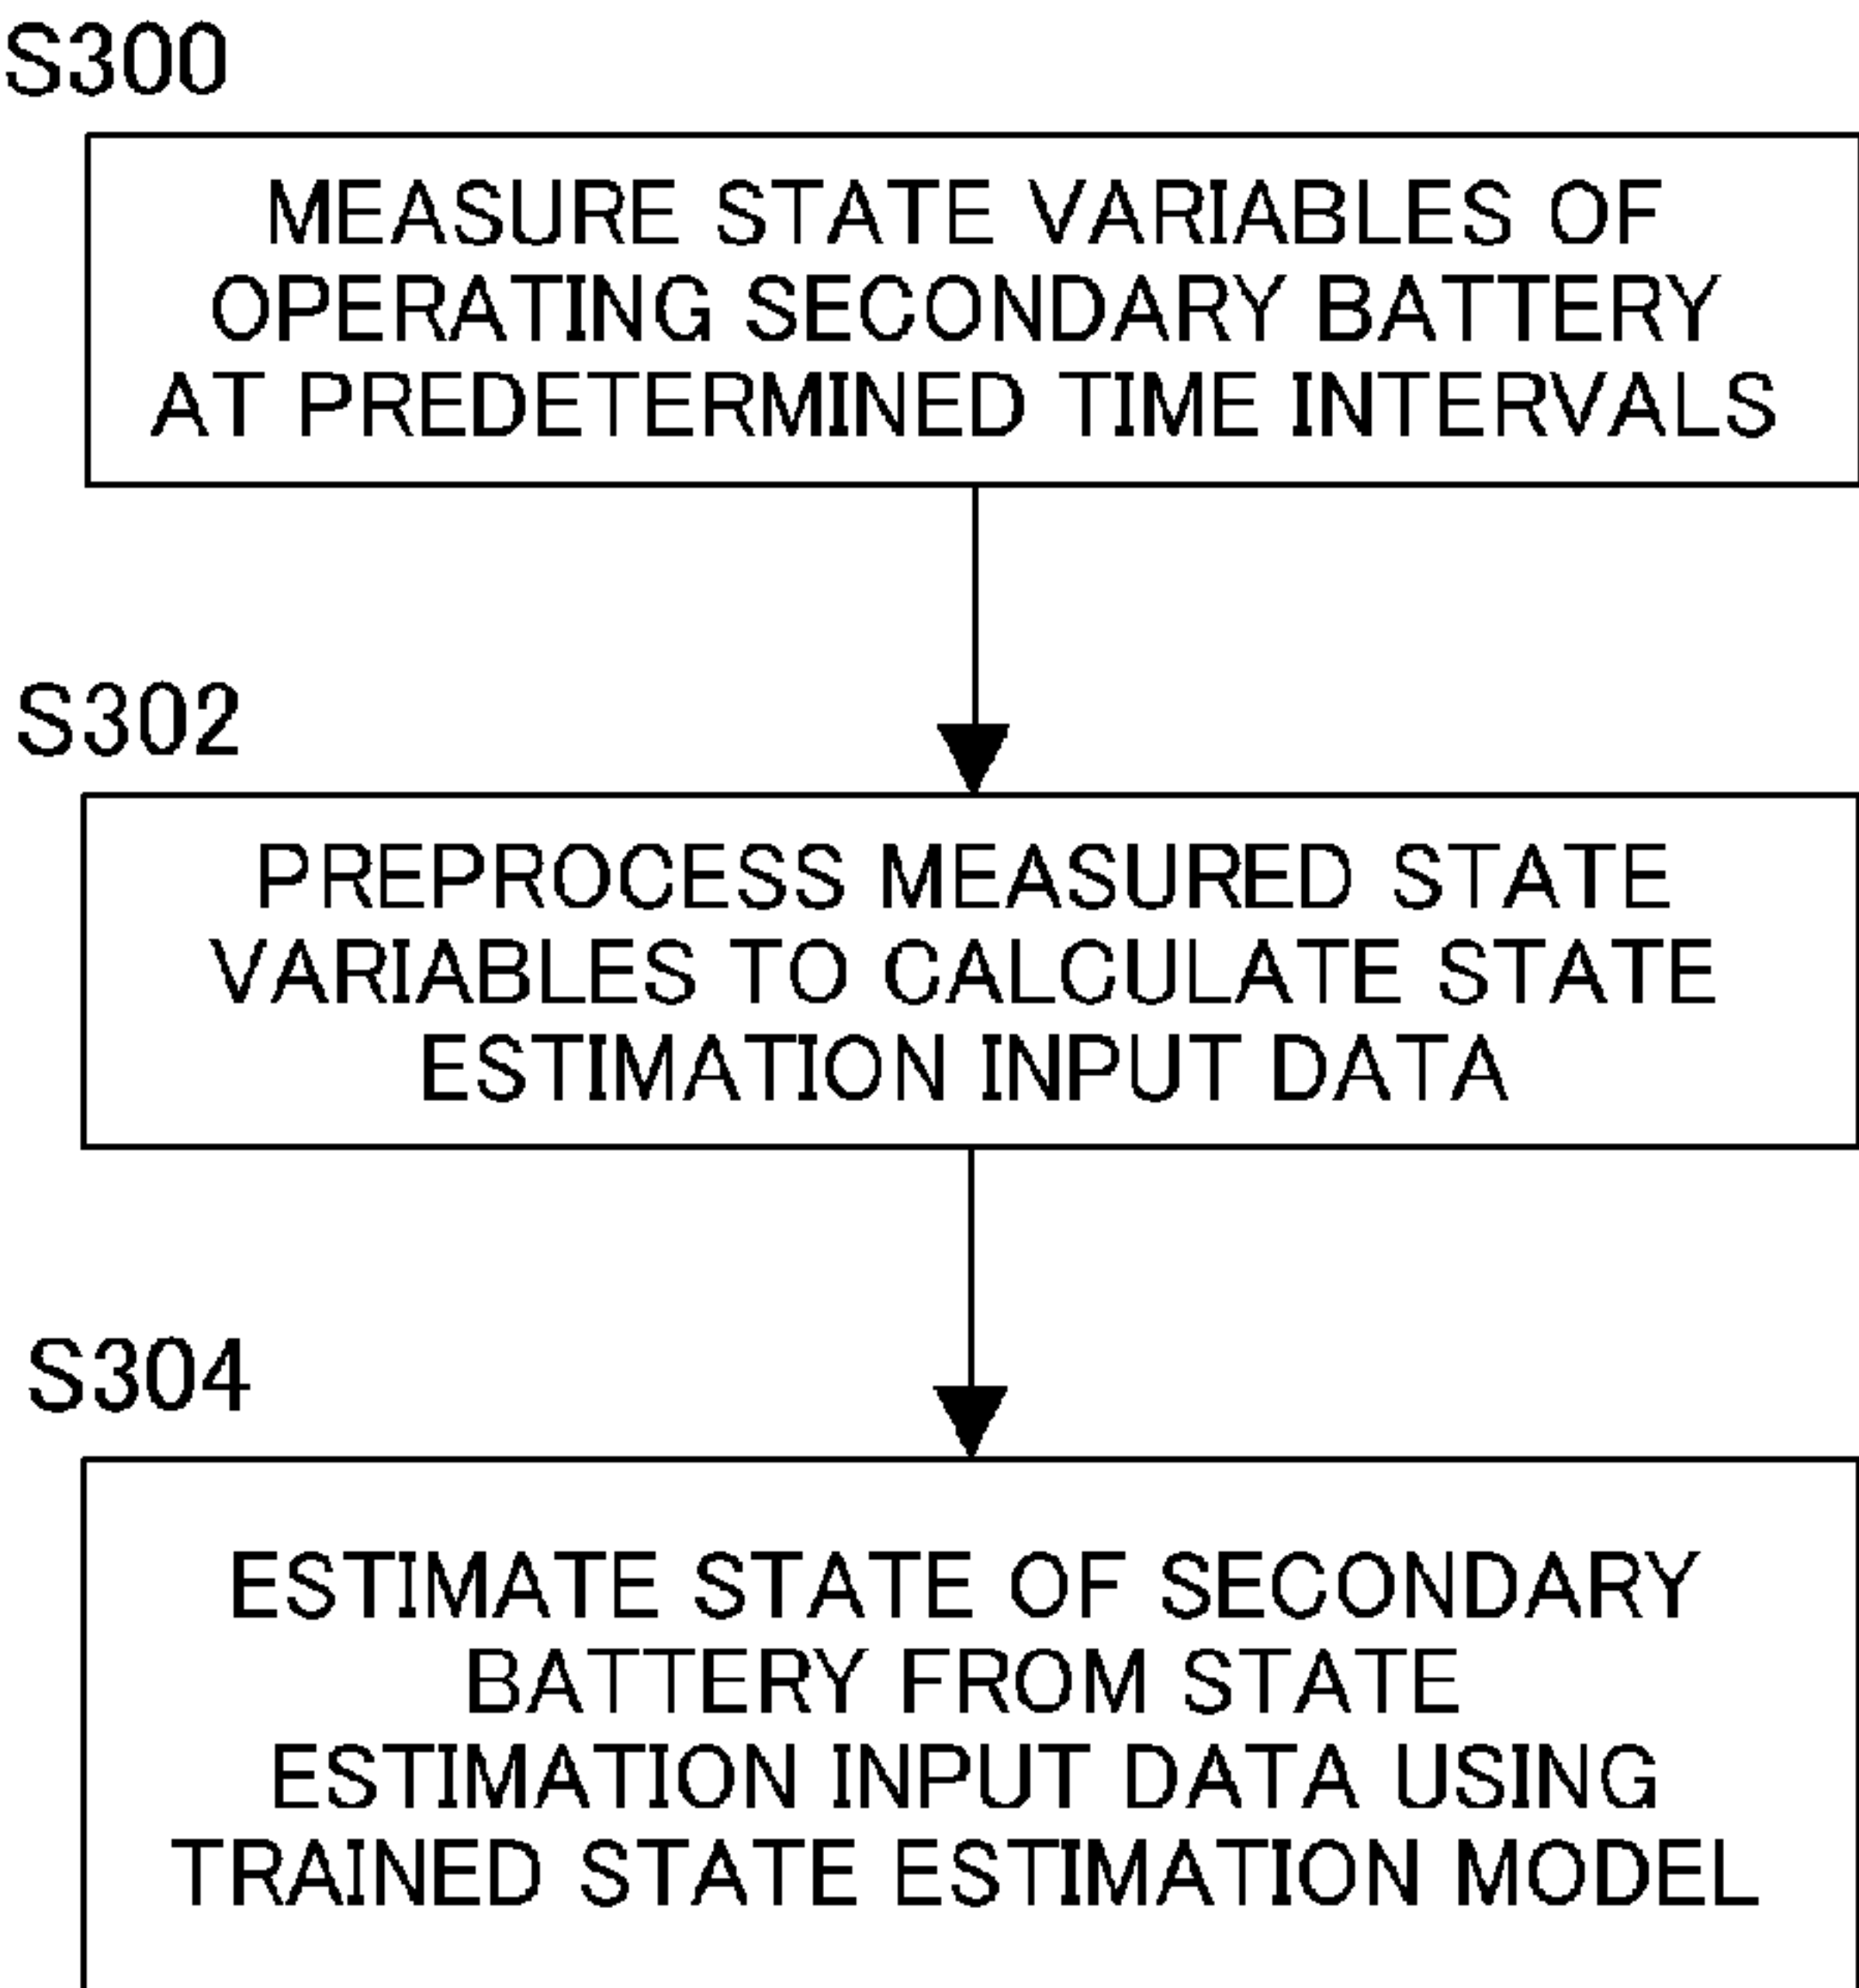 S300
MEASURE STATE VARIABLES OF
OPERATING SECONDARY BATTERY
AT PREDETERMINED TIME INTERVALS
S302
PREPROCESS MEASURED STATE
VARIABLES TO CALCULATE STATE
ESTIMATION INPUT DATA
S304
ESTIMATE STATE OF SECONDARY
BATTERY FROM STATE
ESTIMATION INPUT DATA USING
TRAINED STATE ESTIMATION MODEL